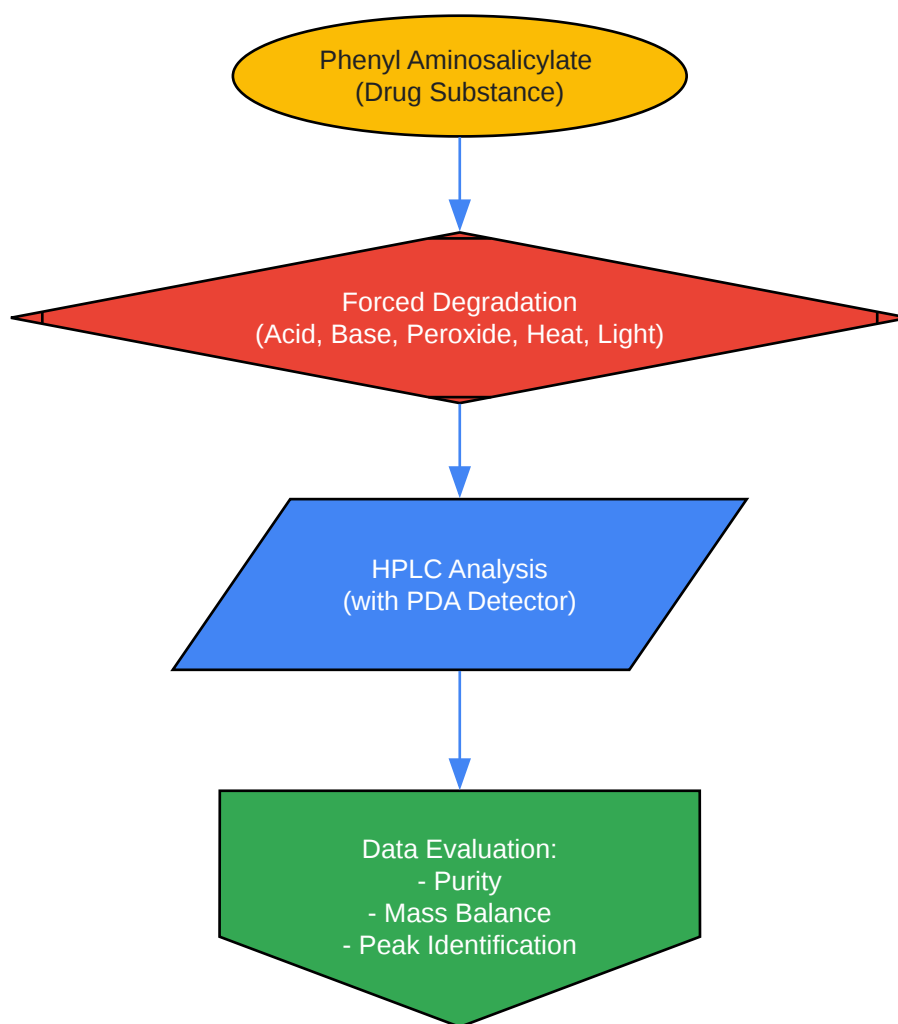 Phenyl Aminosalicylate
(Drug Substance)
Forced Degradation
(Acid, Base, Peroxide, Heat, Light)
HPLC Analysis
(with PDA Detector)
Data Evaluation:
- Purity
- Mass Balance
- Peak Identification